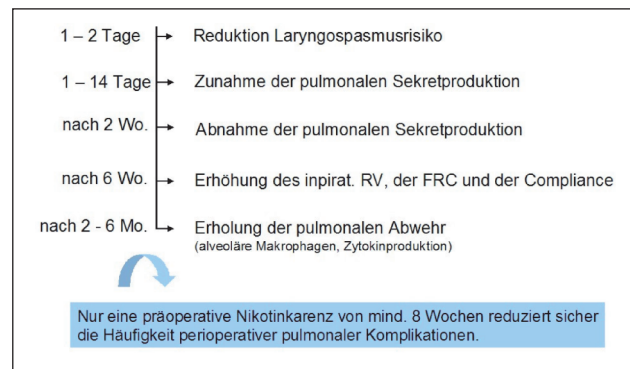 1 – 2 Tage Reduktion Laryngospasmusrisiko
1 – 14 Tage Zunahme der pulmonalen Sekretproduktion
nach 2 Wo. Abnahme der pulmonalen Sekretproduktion
nach 6 Wo. Erhöhung des inpirat. RV, der FRC und der Compliance
nach 2 - 6 Mo. Erholung der pulmonalen Abwehr
(alveoläre Makrophagen, Zytokinproduktion)
Nur eine präoperative Nikotinkarenz von mind. 8 Wochen reduziert sicher
die Häufigkeit perioperativer pulmonaler Komplikationen.